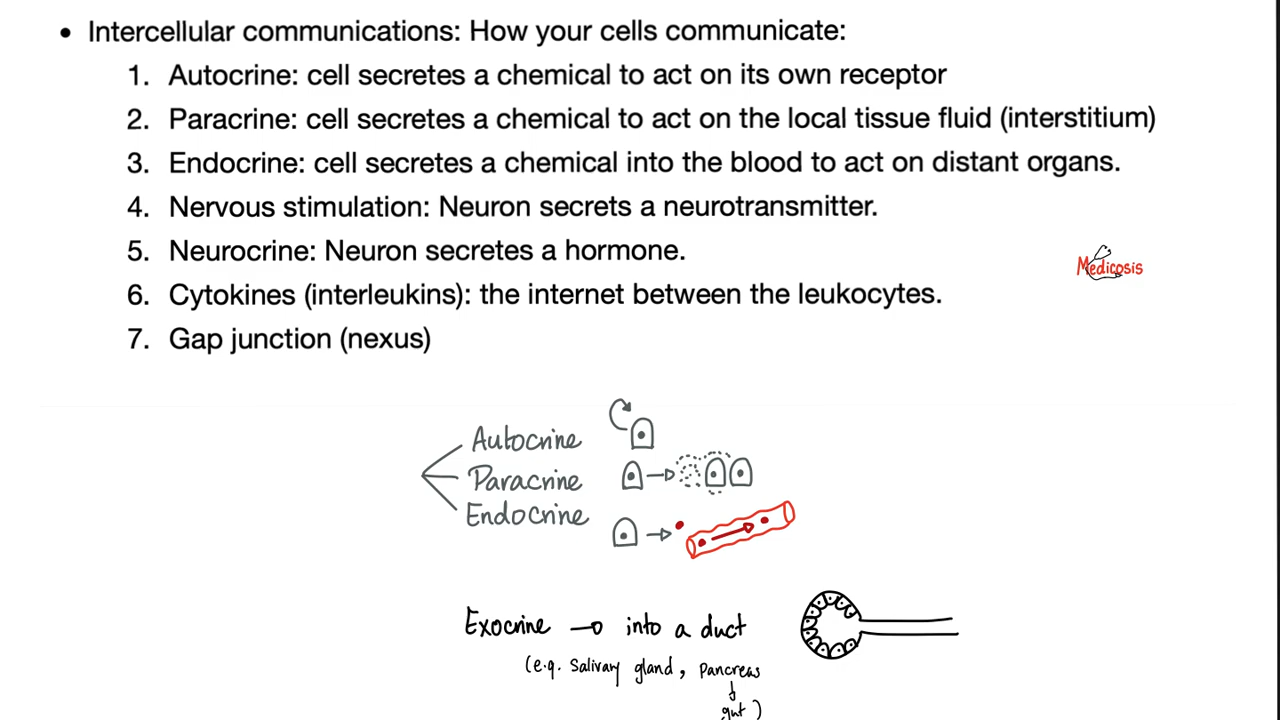 • Intercellular communications: How your cells communicate:
1. Autocrine: cell secretes a chemical to act on its own receptor
2. Paracrine: cell secretes a chemical to act on the local tissue fluid (interstitium)
3. Endocrine: cell secretes a chemical into the blood to act on distant organs.
4. Nervous stimulation: Neuron secrets a neurotransmitter.
5. Neurocrine: Neuron secretes a hormone.
Medicosis
6. Cytokines (interleukins): the internet between the leukocytes.
7. Gap junction (nexus)
Autocrine
Paracrine
Endocrine
Exocrine → into a duct
(e.g. Salivary gland, Pancreas
↓
gut)